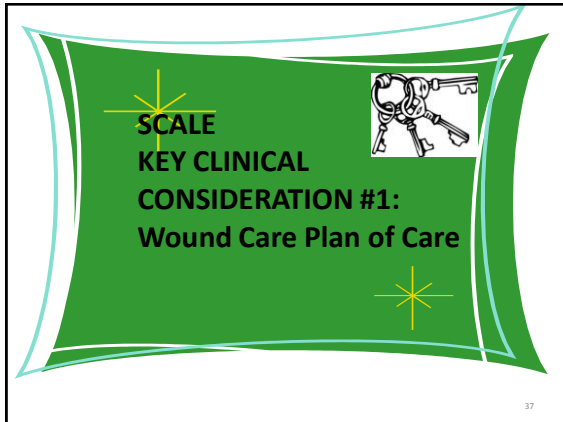 SCALE
KEY CLINICAL
CONSIDERATION #1:
Wound Care Plan of Care
37